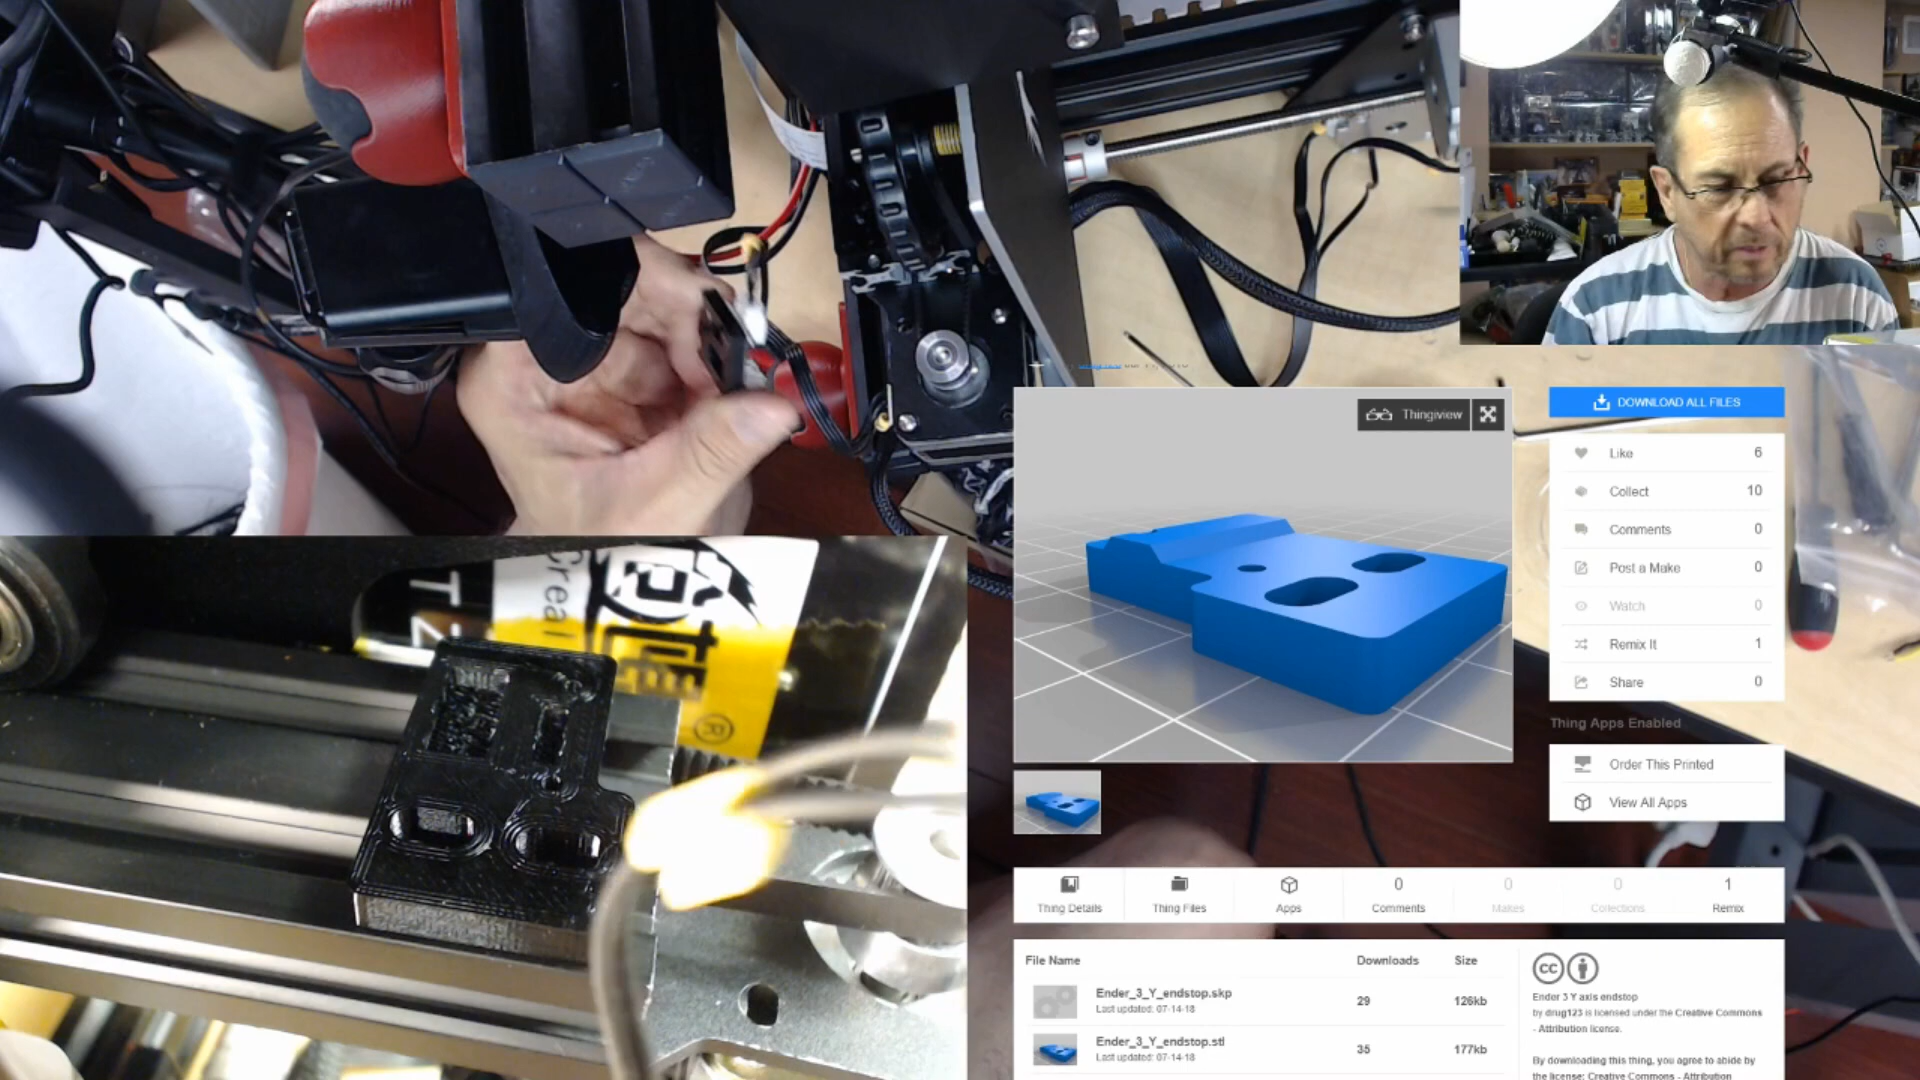 Thingiview
DOWNLOAD ALL FILES
Like 6
Collect 10
Comments 0
Post a Make 0
Watch 0
Remix It 1
Share 0
Thing Apps Enabled
Order This Printed
View All Apps
Creal
®
Thing Details
Thing Files
Apps
0 Comments
0 Makes
0 Collections
1 Remix
File Name Downloads Size
Ender_3_Y_endstop.skp 29 126kb
Last updated: 07-14-18
Ender_3_Y_endstop.stl 35 177kb
Last updated: 07-14-18
cc
Ender 3 Y axis endstop
by drug123 is licensed under the Creative Commons
- Attribution license.
By downloading this thing, you agree to abide by
the license: Creative Commons - Attribution